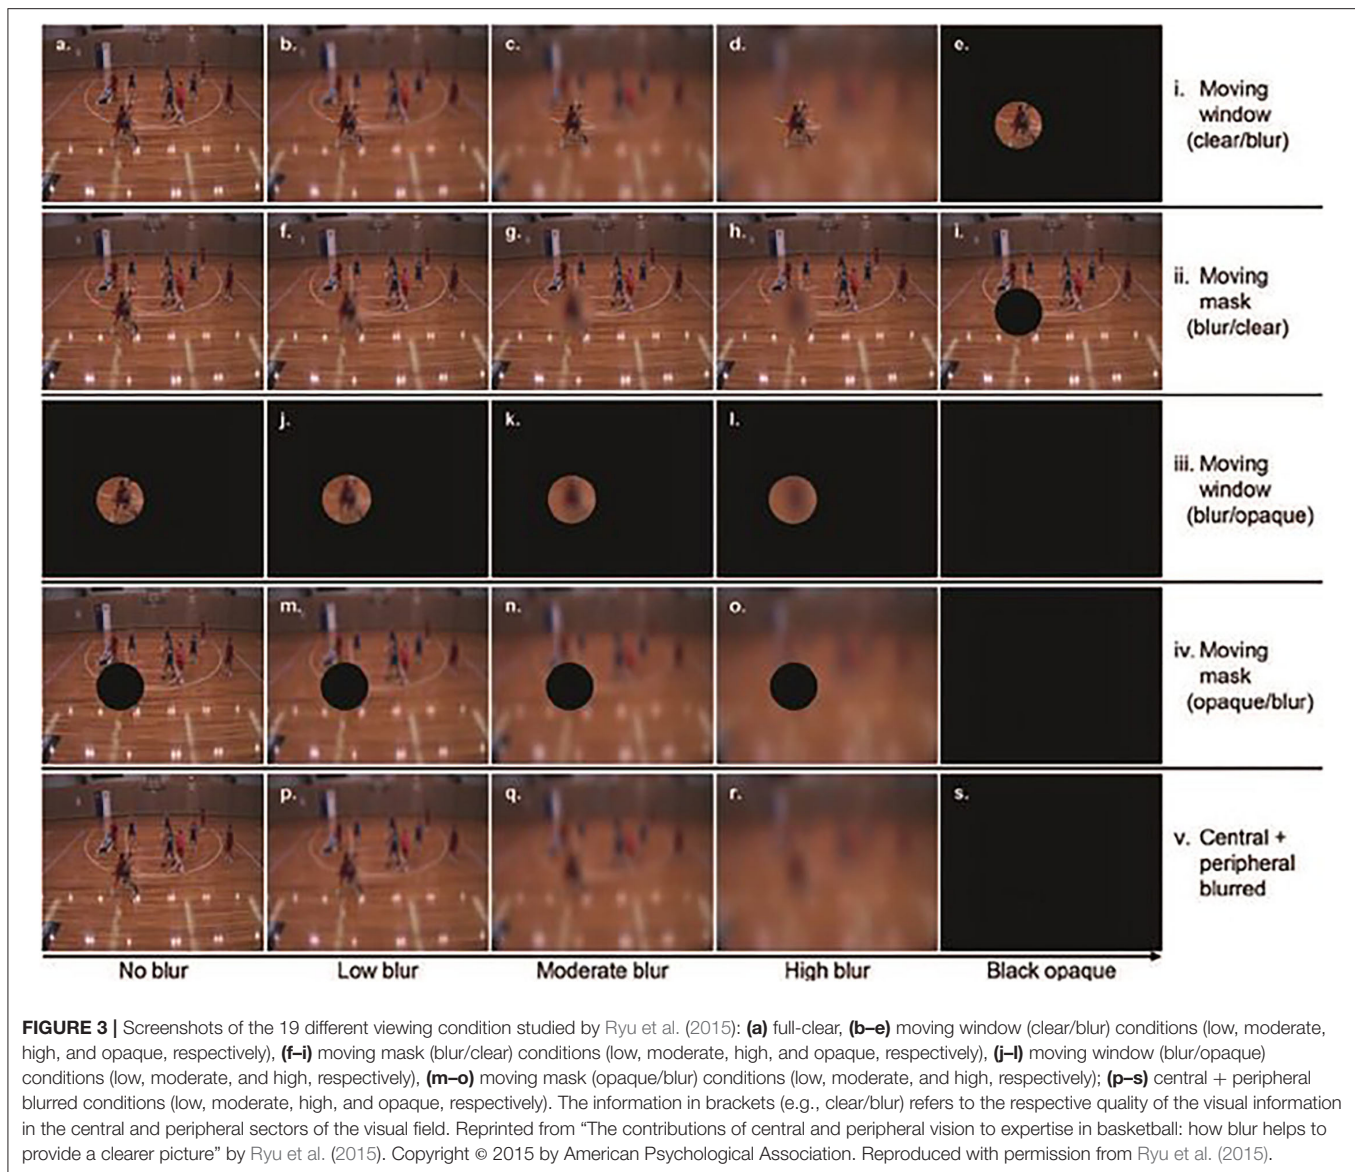 a. b. c. d. e. i. Moving
window
(clear/blur)
f. g. h. i. ii. Moving
mask
(blur/clear)
j. k. l. iii. Moving
window
(blur/opaque)
m. n. o. iv. Moving
mask
(opaque/blur)
p. q. r. s. v. Central +
peripheral
blurred
No blur Low blur Moderate blur High blur Black opaque
FIGURE 3 | Screenshots of the 19 different viewing condition studied by Ryu et al. (2015): (a) full-clear, (b–e) moving window (clear/blur) conditions (low, moderate,
high, and opaque, respectively), (f–i) moving mask (blur/clear) conditions (low, moderate, high, and opaque, respectively), (j–l) moving window (blur/opaque)
conditions (low, moderate, and high, respectively), (m–o) moving mask (opaque/blur) conditions (low, moderate, and high, respectively); (p–s) central + peripheral
blurred conditions (low, moderate, high, and opaque, respectively). The information in brackets (e.g., clear/blur) refers to the respective quality of the visual information
in the central and peripheral sectors of the visual field. Reprinted from “The contributions of central and peripheral vision to expertise in basketball: how blur helps to
provide a clearer picture” by Ryu et al. (2015). Copyright © 2015 by American Psychological Association. Reproduced with permission from Ryu et al. (2015).